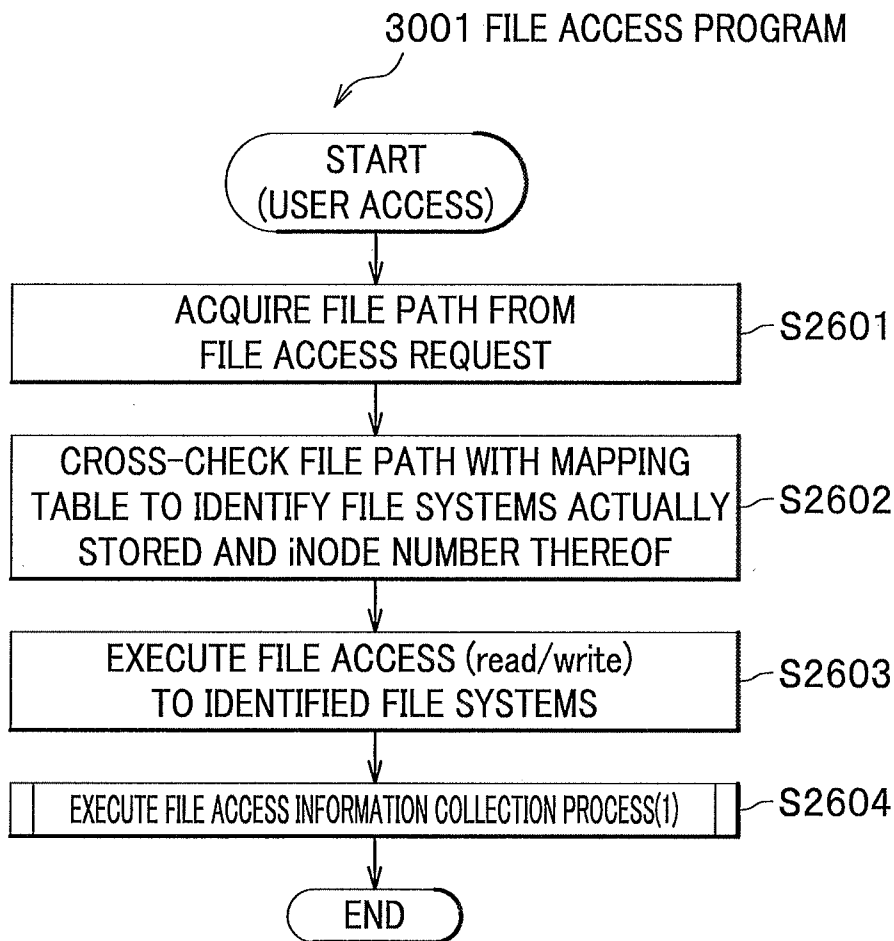 3001 FILE ACCESS PROGRAM
START
(USER ACCESS)
ACQUIRE FILE PATH FROM
FILE ACCESS REQUEST
S2601
CROSS-CHECK FILE PATH WITH MAPPING
TABLE TO IDENTIFY FILE SYSTEMS ACTUALLY
STORED AND iNODE NUMBER THEREOF
S2602
EXECUTE FILE ACCESS (read/write)
TO IDENTIFIED FILE SYSTEMS
S2603
EXECUTE FILE ACCESS INFORMATION COLLECTION PROCESS(1)
S2604
END